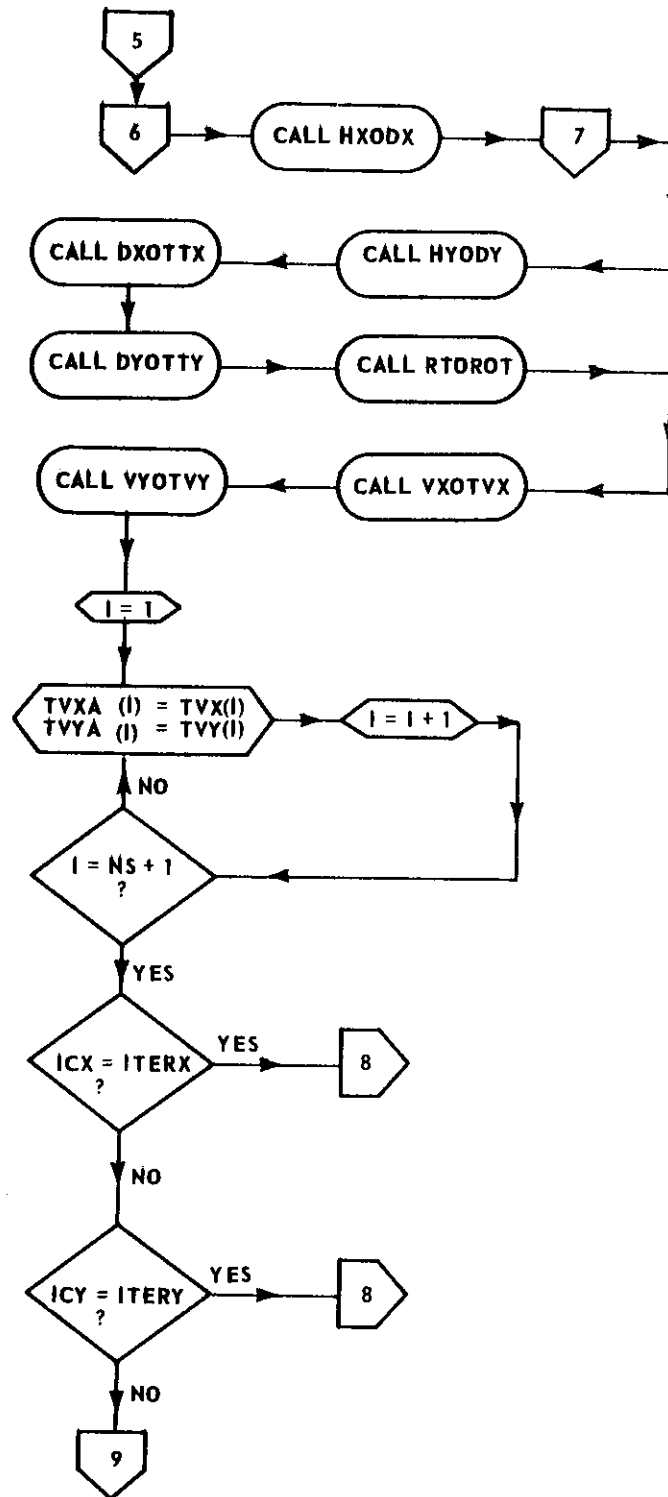 5
6
CALL HXODX
7
CALL DXOTTX
CALL HYODY
CALL DYOTTY
CALL RTOROT
CALL VYOTVY
CALL VXOTVX
I = 1
TVXA (I) = TVX(I)
TVYA (I) = TVY(I)
I = I + 1
NO
I = NS + 1
?
YES
ICX = ITERX
?
YES
8
NO
ICY = ITERY
?
YES
8
NO
9